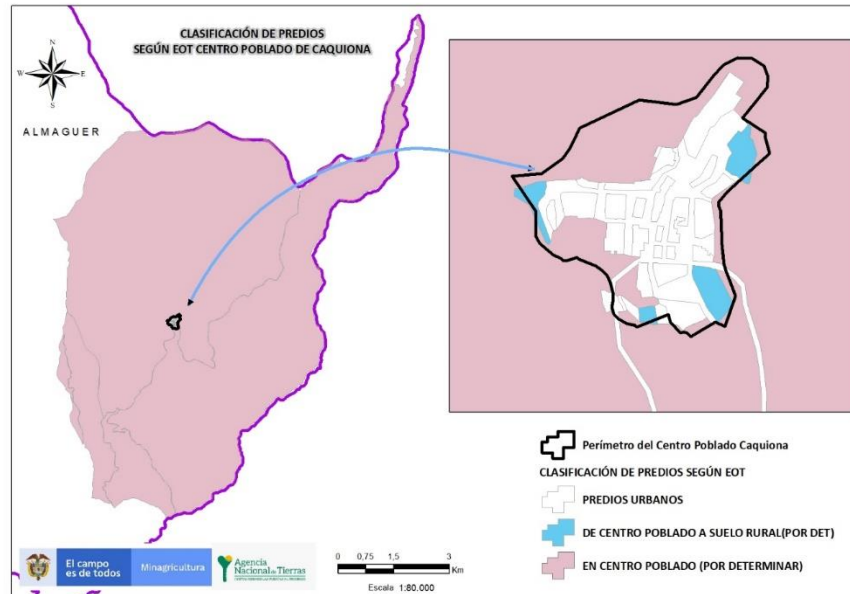 CLASIFICACIÓN DE PREDIOS
SEGÚN EOT CENTRO POBLADO DE CAQUIONA
N
W E
S
ALMAGUER
Perímetro del Centro Poblado Caquiona
CLASIFICACIÓN DE PREDIOS SEGÚN EOT
PREDIOS URBANOS
DE CENTRO POBLADO A SUELO RURAL(POR DET)
EN CENTRO POBLADO (POR DETERMINAR)
El campo
es de todos
Minagricultura
Agencia
Nacional de Tierras
0 0,75 1,5 3
Km
Escala 1:80.000